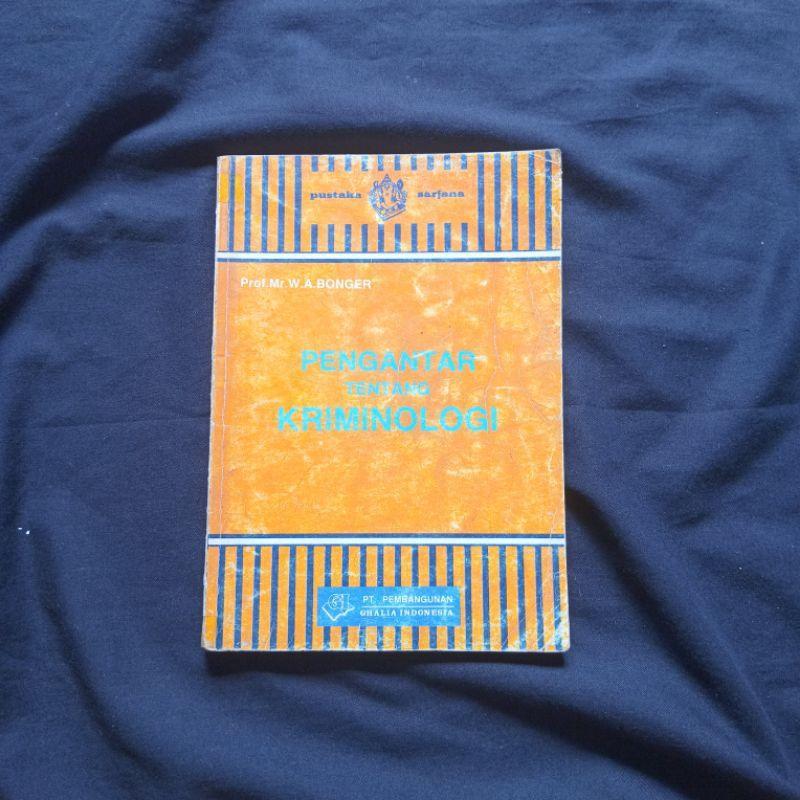 pustaka sarjana
Prof.Mr.W.A.BONGER
PENGANTAR
TENTANG
KRIMINOLOGI
PT. PEMBANGUNAN
GHALIA INDONESIA